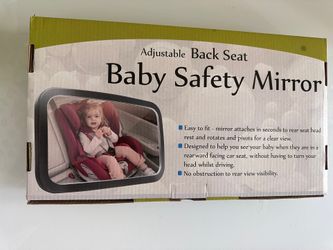 Adjustable Back Seat
Baby Safety Mirror
Easy to fit - mirror attaches in seconds to rear seat head
rest and rotates and pivots for a clear view.
Designed to help you see your baby when they are in a
rearward facing car seat, without having to turn your
head whilst driving.
No obstruction to rear view visibility.